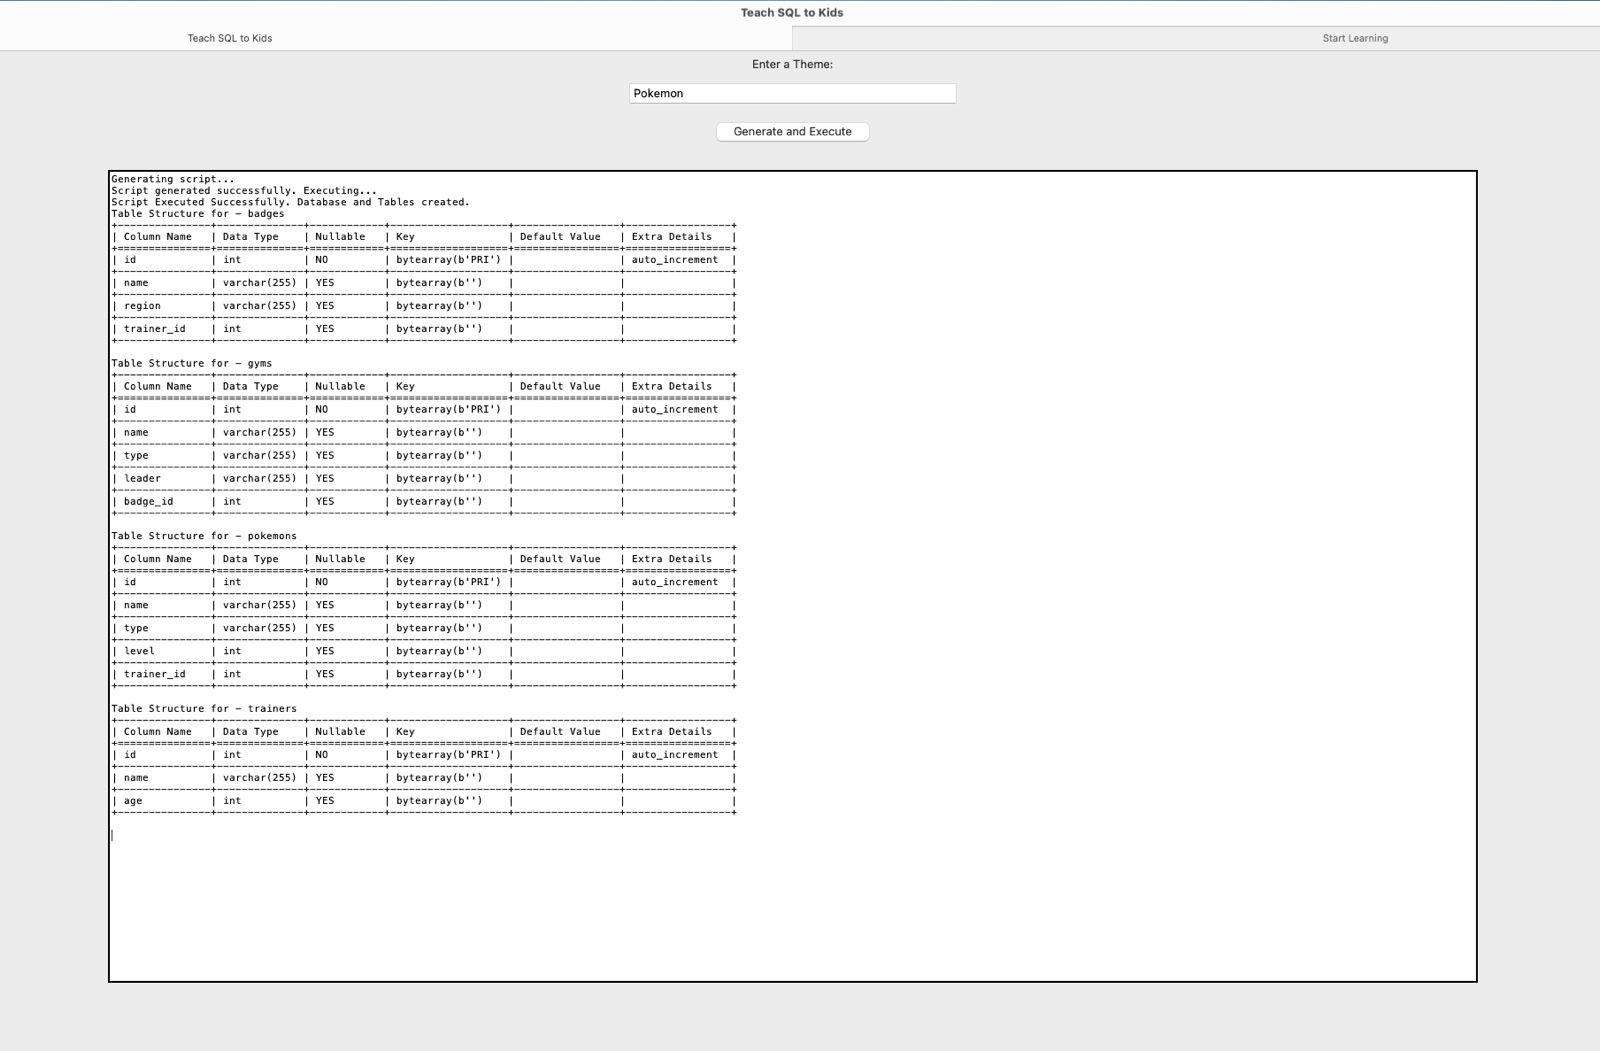 Teach SQL to Kids
Teach SQL to Kids Start Learning
Enter a Theme:
Pokemon
Generate and Execute
Generating script...
Script generated successfully. Executing...
Script Executed Successfully. Database and Tables created.
Table Structure for - badges
| Column Name | Data Type | Nullable | Key | Default Value | Extra Details |
| id | int | NO | bytearray(b'PRI') | | auto_increment |
| name | varchar(255) | YES | bytearray(b'') | | |
| region | varchar(255) | YES | bytearray(b'') | | |
| trainer_id | int | YES | bytearray(b'') | | |
Table Structure for - gyms
| Column Name | Data Type | Nullable | Key | Default Value | Extra Details |
| id | int | NO | bytearray(b'PRI') | | auto_increment |
| name | varchar(255) | YES | bytearray(b'') | | |
| type | varchar(255) | YES | bytearray(b'') | | |
| leader | varchar(255) | YES | bytearray(b'') | | |
| badge_id | int | YES | bytearray(b'') | | |
Table Structure for - pokemons
| Column Name | Data Type | Nullable | Key | Default Value | Extra Details |
| id | int | NO | bytearray(b'PRI') | | auto_increment |
| name | varchar(255) | YES | bytearray(b'') | | |
| type | varchar(255) | YES | bytearray(b'') | | |
| level | int | YES | bytearray(b'') | | |
| trainer_id | int | YES | bytearray(b'') | | |
Table Structure for - trainers
| Column Name | Data Type | Nullable | Key | Default Value | Extra Details |
| id | int | NO | bytearray(b'PRI') | | auto_increment |
| name | varchar(255) | YES | bytearray(b'') | | |
| age | int | YES | bytearray(b'') | | |